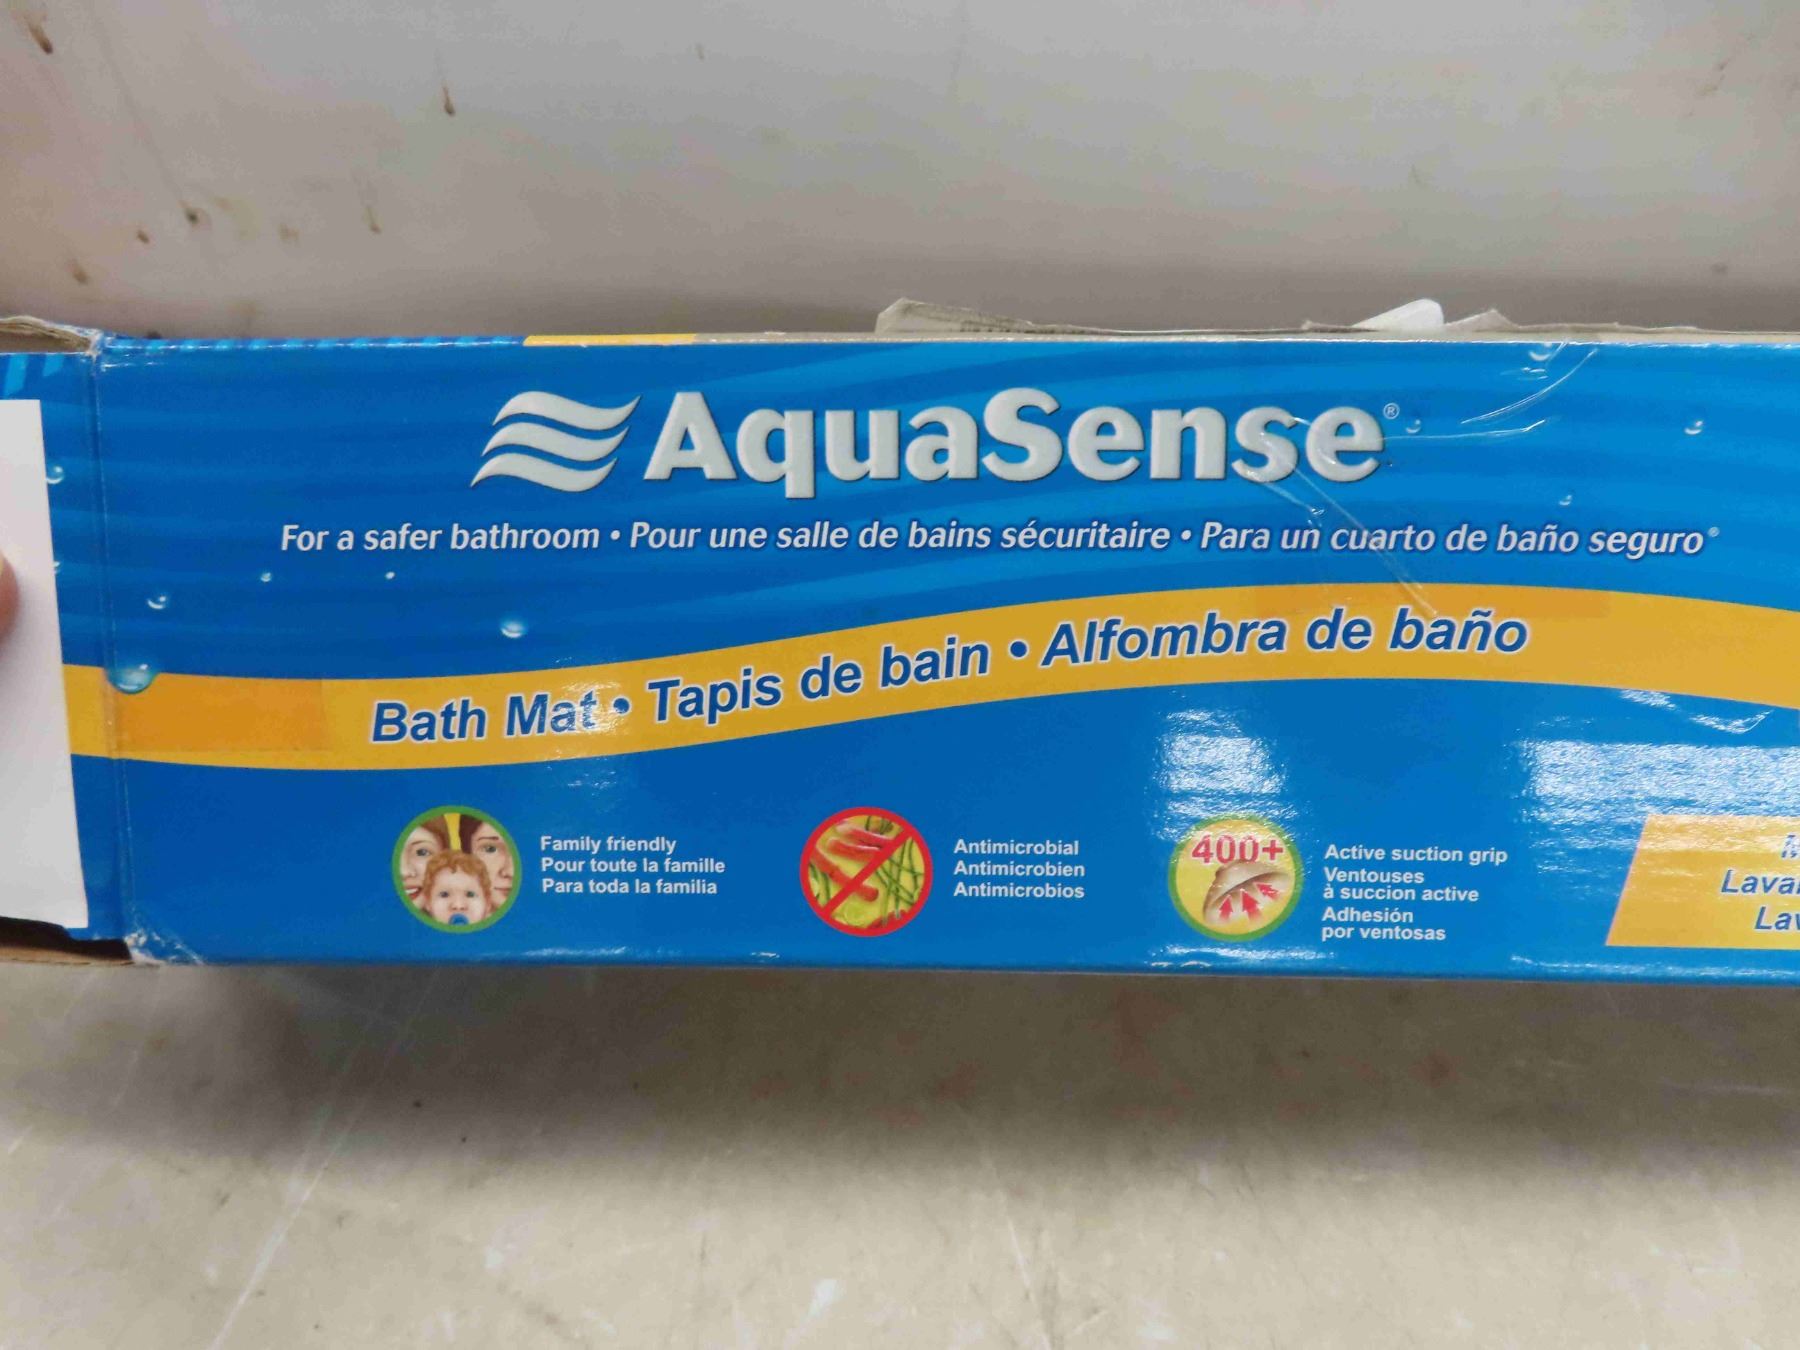 AquaSense®
For a safer bathroom • Pour une salle de bains sécuritaire • Para un cuarto de baño seguro®
Bath Mat • Tapis de bain • Alfombra de baño
Family friendly
Pour toute la famille
Para toda la familia
Antimicrobial
Antimicrobien
Antimicrobios
400+
Active suction grip
Ventouses
à succion active
Adhesión
por ventosas